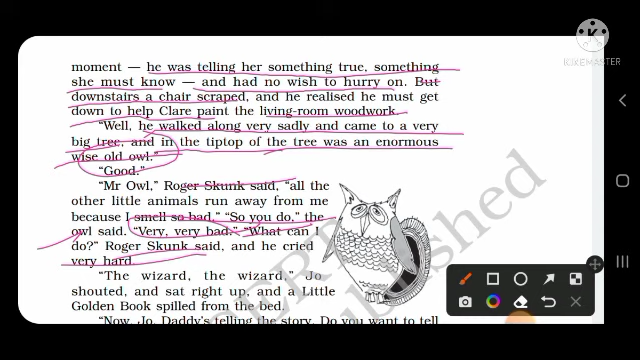 KINEMASTER
moment — he was telling her something true, something
she must know — and had no wish to hurry on. But
downstairs a chair scraped, and he realised he must get
down to help Clare paint the living-room woodwork.
“Well, he walked along very sadly and came to a very
big tree, and in the tiptop of the tree was an enormous
wise old owl.”
“Good.”
“Mr Owl,” Roger Skunk said, “all the
other little animals run away from me
because I smell so bad.” “So you do,” the
owl said. “Very, very bad.” “What can I
do?” Roger Skunk said, and he cried
very hard.
“The wizard, the wizard,” Jo
shouted, and sat right up, and a Little
Golden Book spilled from the bed.
“Now, Jo. Daddy’s telling the story. Do you want to tell